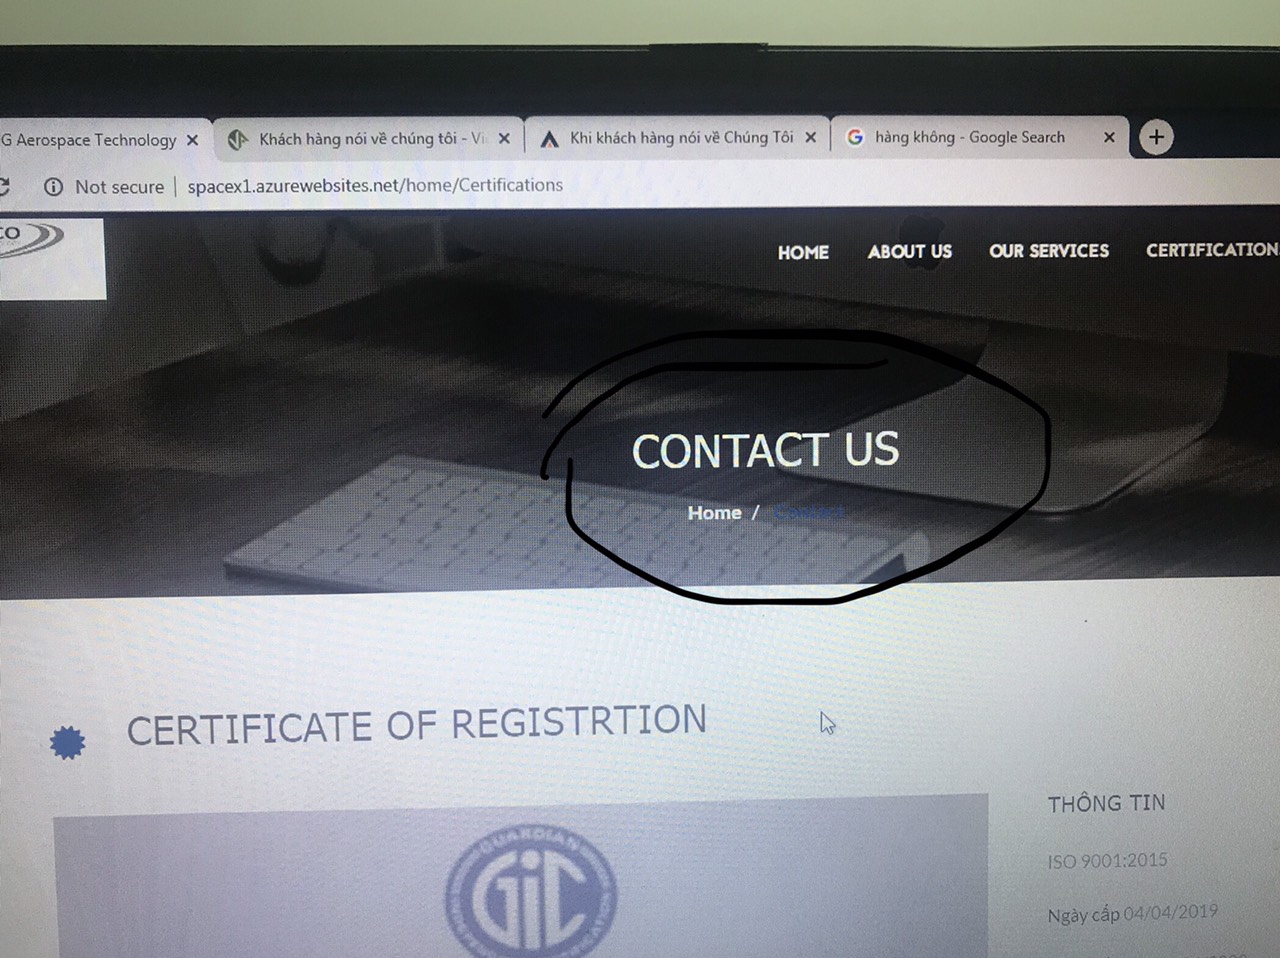 G Aerospace Technology
Khách hàng nói về chúng tôi - Vi
Khi khách hàng nói về Chúng Tôi
hàng không - Google Search
Not secure
spacex1.azurewebsites.net/home/Certifications
CO
HOME
ABOUT US
OUR SERVICES
CERTIFICATION
CONTACT US
Home / Contact
CERTIFICATE OF REGISTRTION
THÔNG TIN
ISO 9001:2015
Ngày cấp 04/04/2019
GUARDIAN
GIC